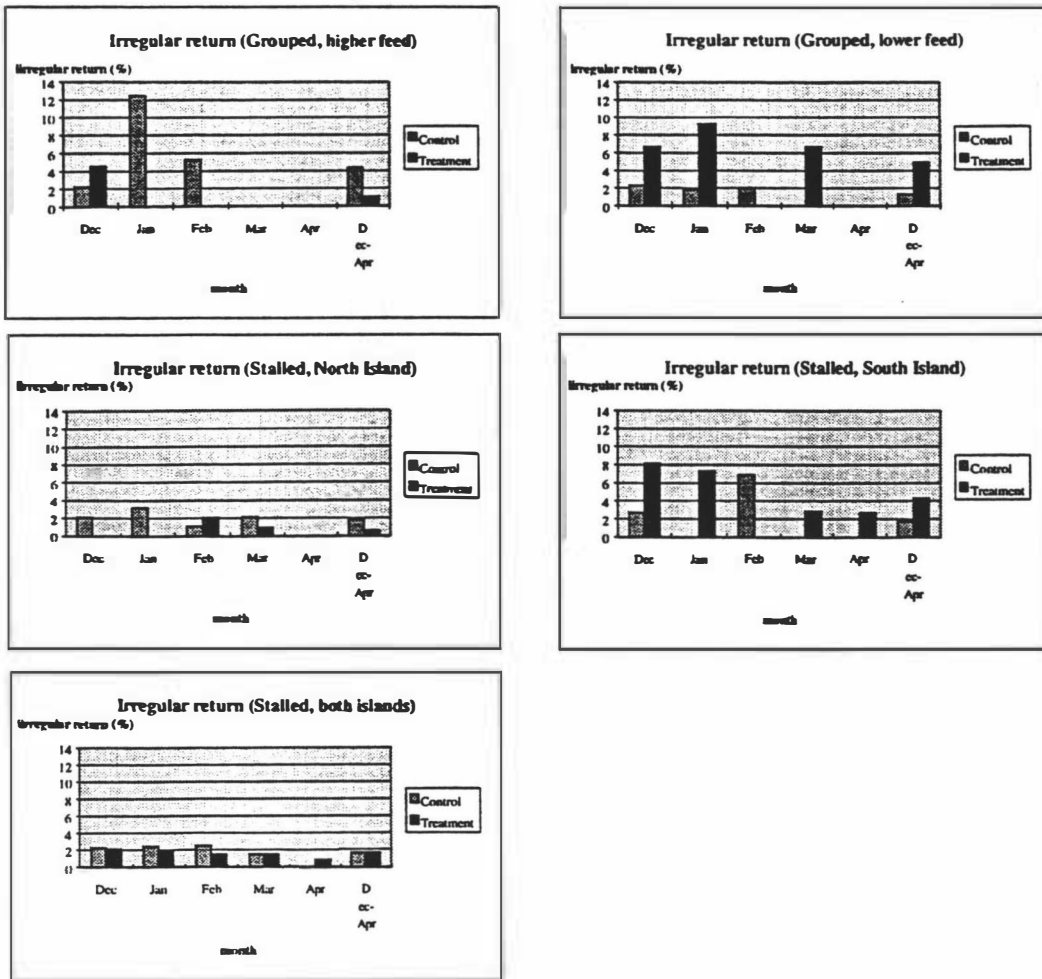 Irregular return (Grouped, higher feed)
Irregular return (%)
14
12
10
8
6
4
2
0
Dec Jan Feb Mar Apr D
ec-
Apr
month
Control
Treatment
Irregular return (Grouped, lower feed)
Irregular return (%)
14
12
10
8
6
4
2
0
Dec Jan Feb Mar Apr D
ec-
Apr
month
Control
Treatment
Irregular return (Stalled, North Island)
Irregular return (%)
14
12
10
8
6
4
2
0
Dec Jan Feb Mar Apr D
ec-
Apr
month
Control
Treatment
Irregular return (Stalled, South Island)
Irregular return (%)
14
12
10
8
6
4
2
0
Dec Jan Feb Mar Apr D
ec-
Apr
month
Control
Treatment
Irregular return (Stalled, both islands)
Irregular return (%)
14
12
10
8
6
4
2
0
Dec Jan Feb Mar Apr D
ec-
Apr
month
Control
Treatment